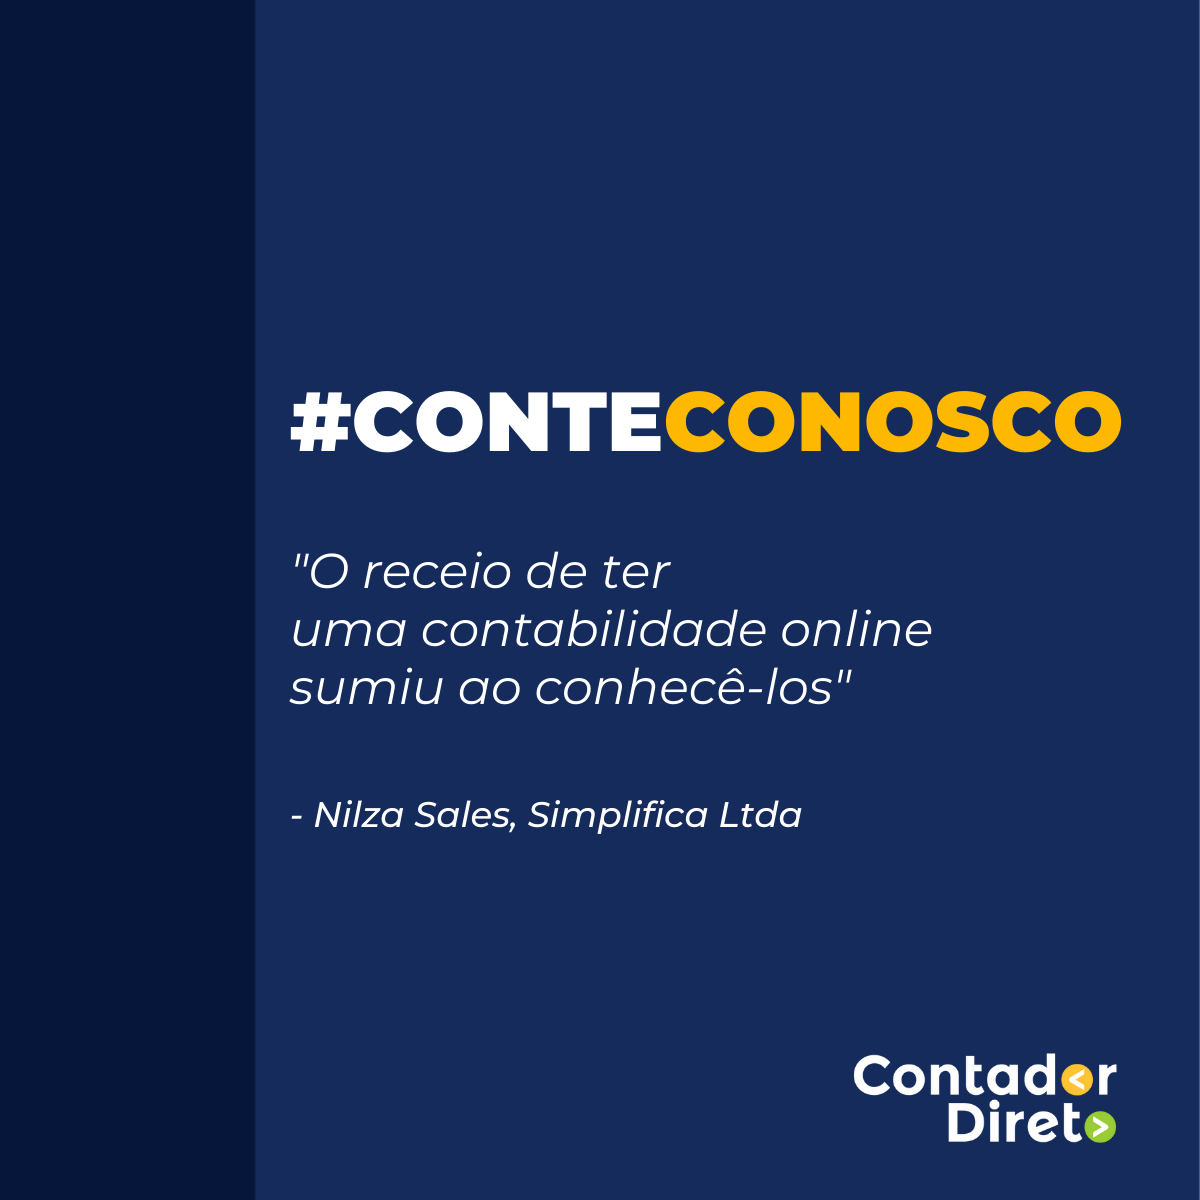 #CONTECONOSCO
"O receio de ter
uma contabilidade online
sumiu ao conhecê-los"
- Nilza Sales, Simplifica Ltda
Contador
Direto